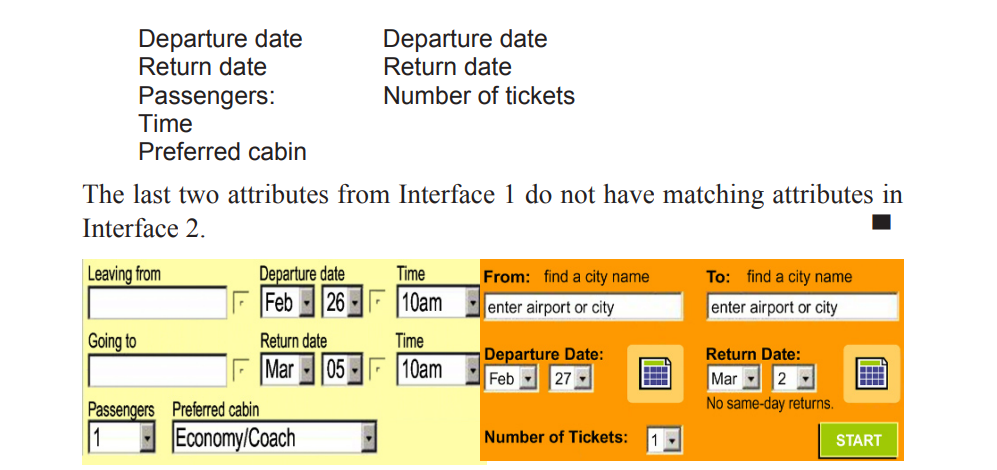 Departure date Departure date
Return date Return date
Passengers: Number of tickets
Time
Preferred cabin
The last two attributes from Interface 1 do not have matching attributes in
Interface 2.
Leaving from Departure date Time
Feb 26 10am
Going to Return date Time
Mar 05 10am
Passengers Preferred cabin
1 Economy/Coach
From: find a city name To: find a city name
enter airport or city enter airport or city
Departure Date: Return Date:
Feb 27 Mar 2
No same-day returns.
Number of Tickets: 1 START